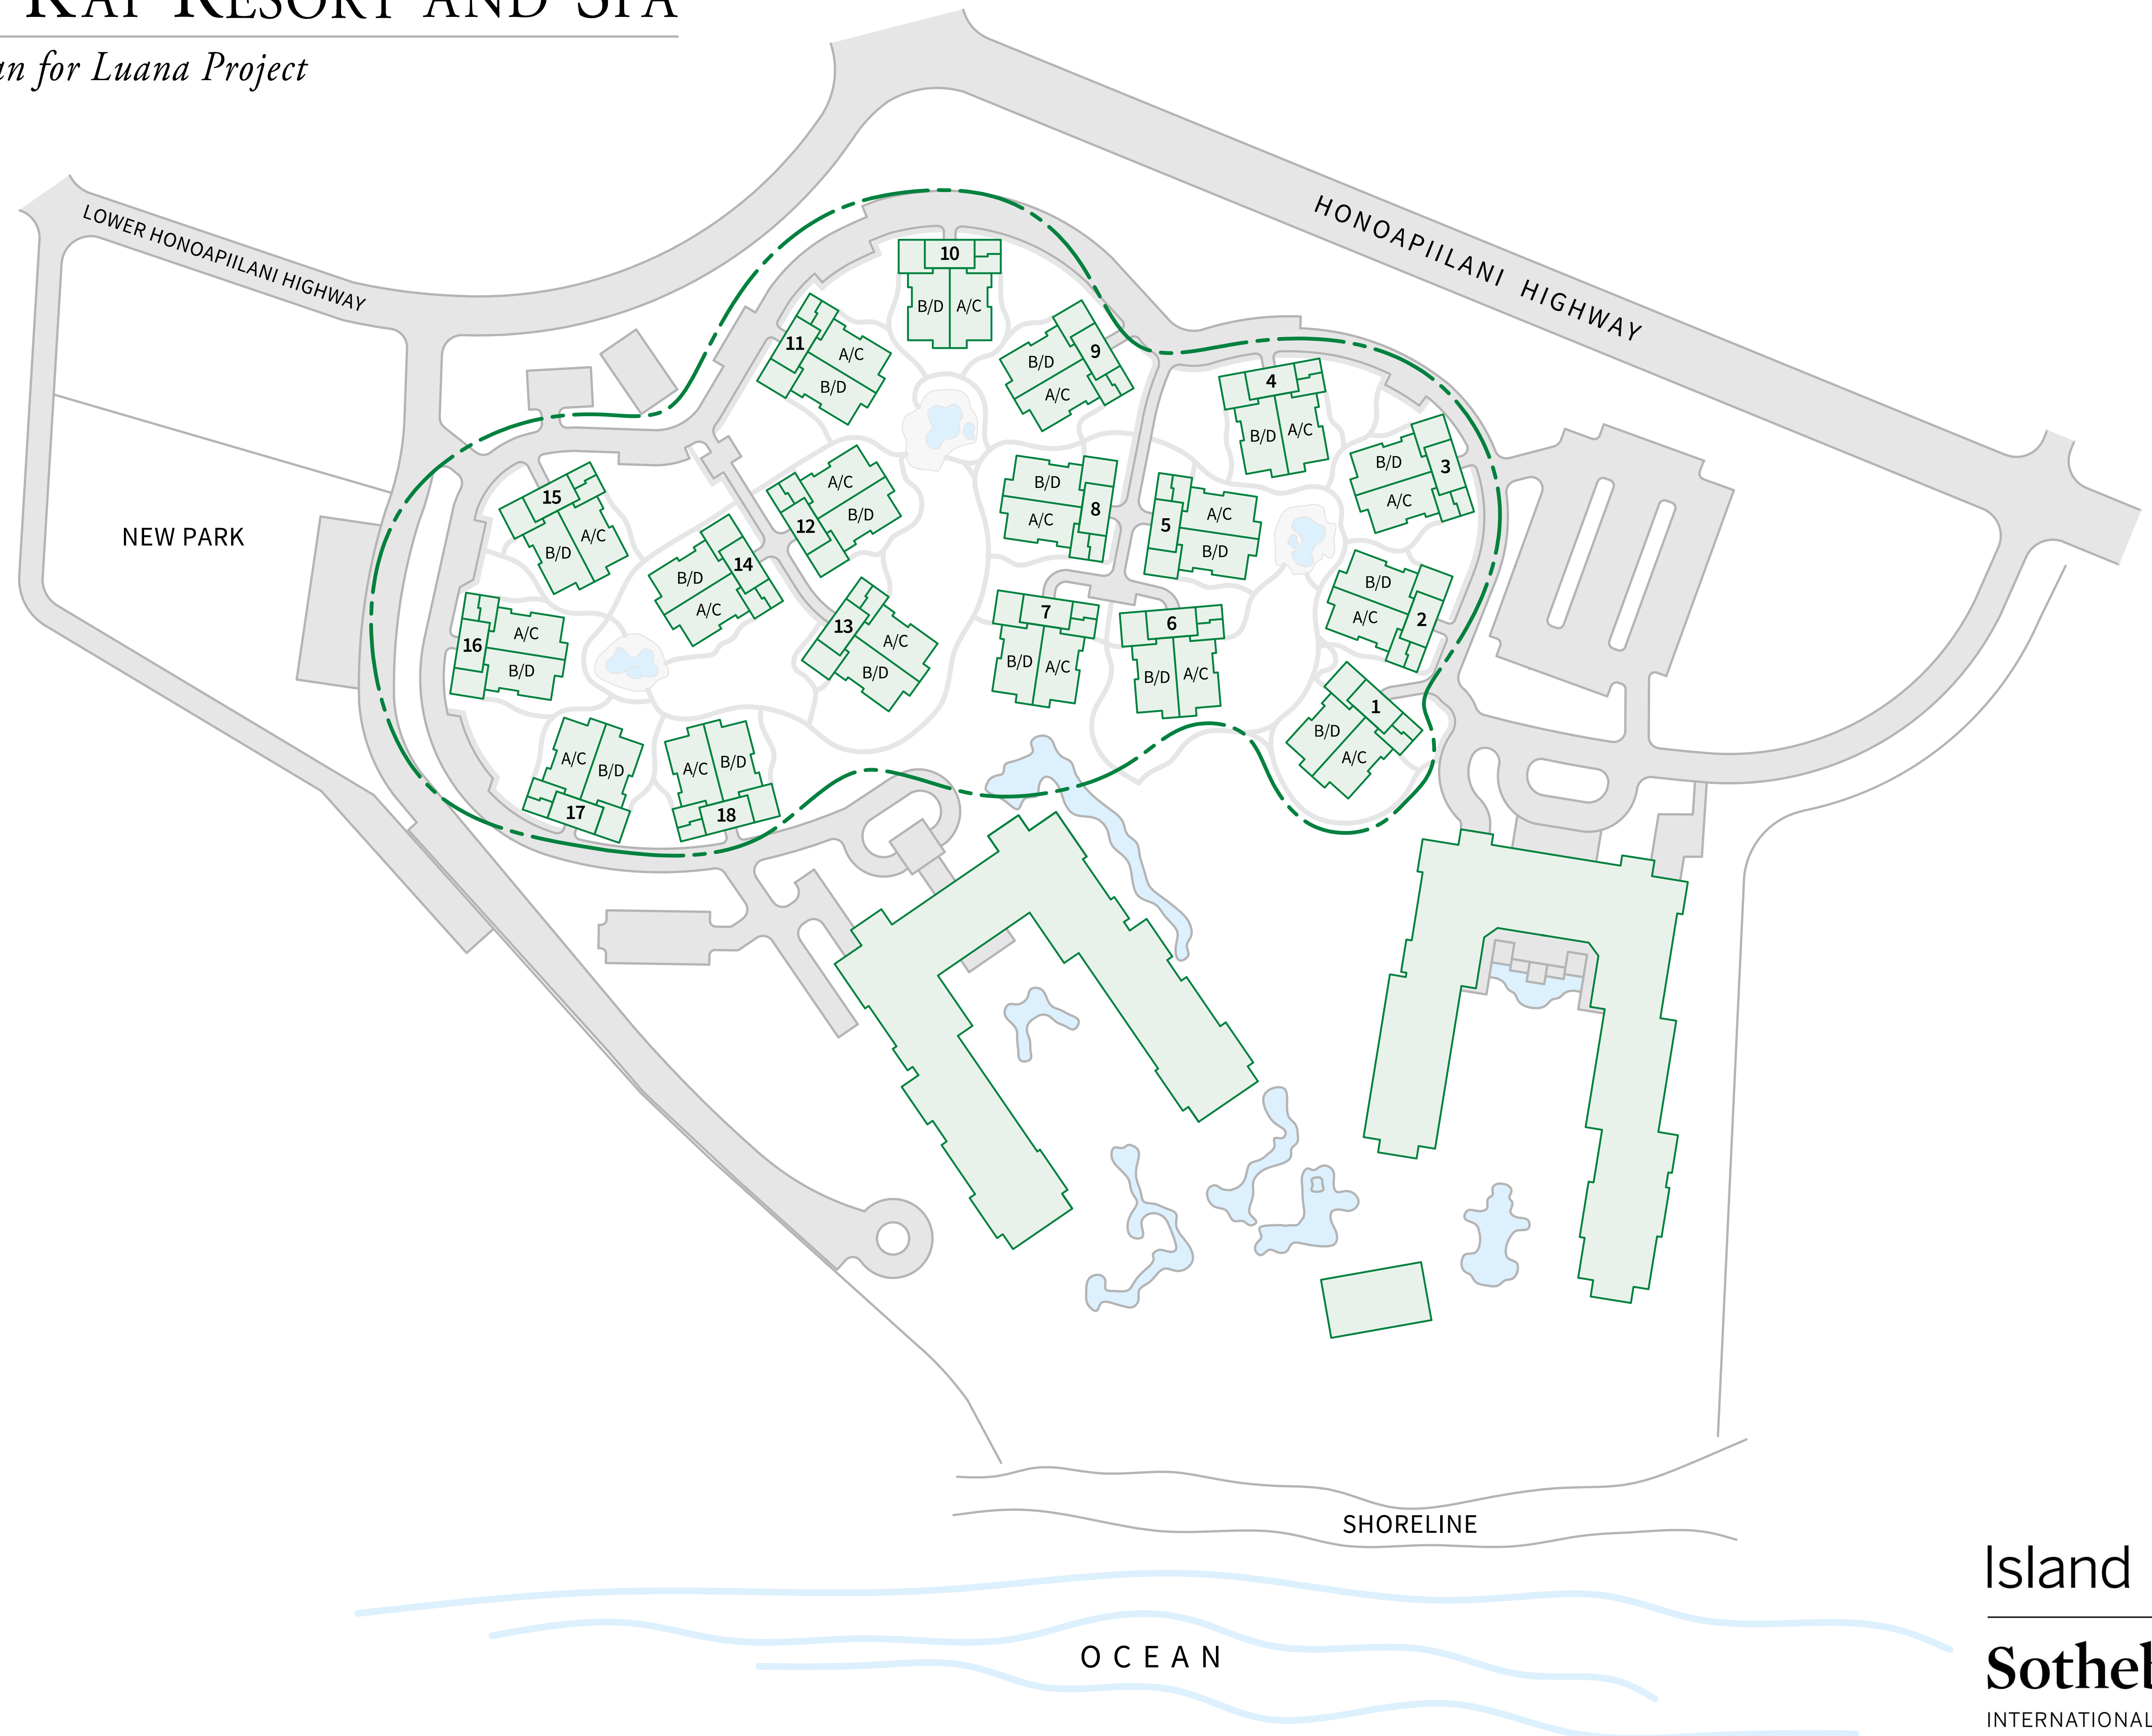 KAI RESORT AND SPA
an for Luana Project
HONOAPIILANI HIGHWAY
LOWER HONOAPIILANI HIGHWAY
NEW PARK
10
B/D A/C
11
A/C
B/D
9
B/D
A/C
4
B/D A/C
3
B/D
A/C
15
B/D A/C
12
A/C
B/D
8
B/D
A/C
5
A/C
B/D
14
B/D
A/C
2
B/D
A/C
16
A/C
B/D
13
A/C
B/D
7
B/D A/C
6
B/D A/C
1
B/D
A/C
A/C B/D
17
A/C B/D
18
SHORELINE
OCEAN
Island
Sotheb
INTERNATIONAL